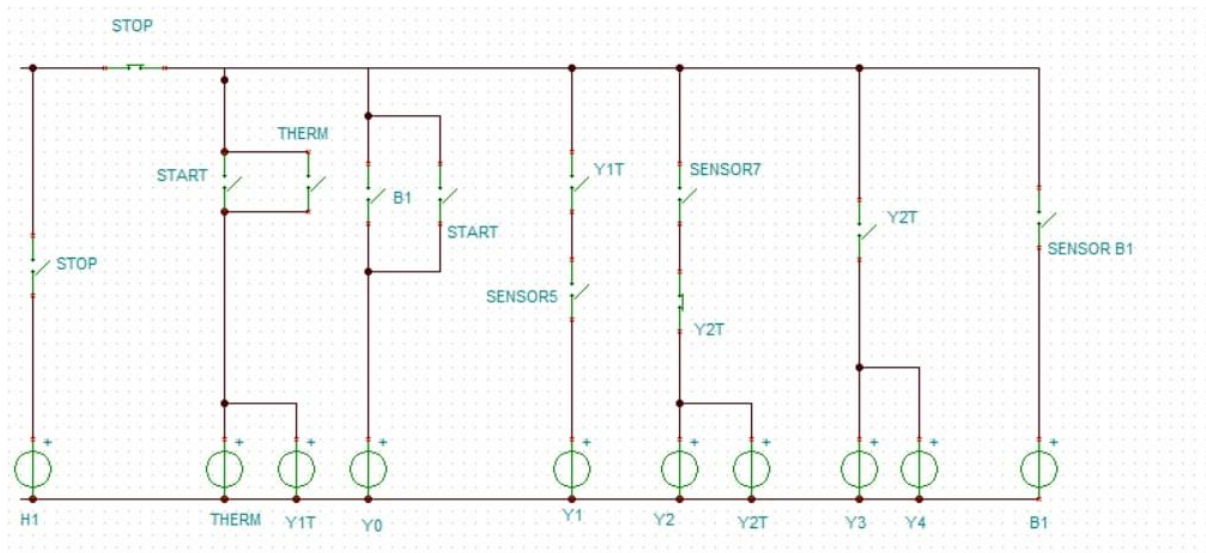 STOP
THERM
START
Y1T
SENSOR7
B1
Y2T
START
SENSOR B1
STOP
SENSOR5
Y2T
+ + + + + + + + + +
H1 THERM Y1T Y0 Y1 Y2 Y2T Y3 Y4 B1